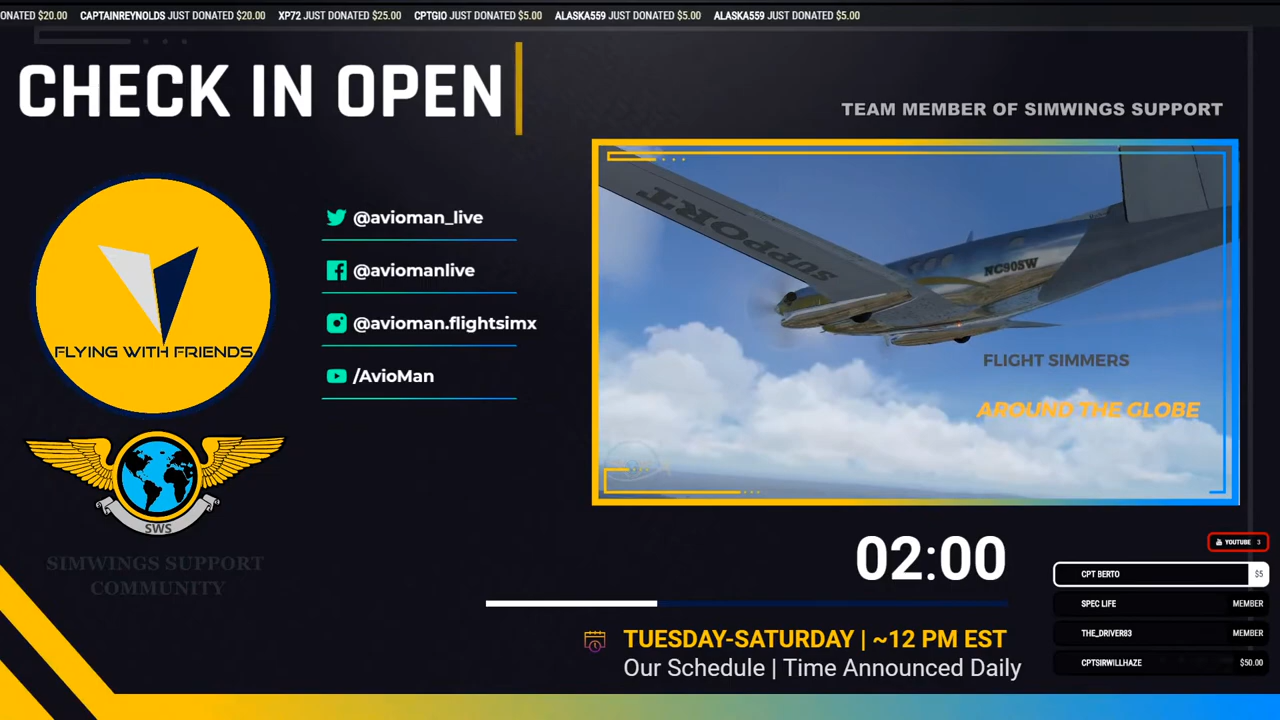 ONATED $20.00 CAPTAINREYNOLDS JUST DONATED $20.00 XP72 JUST DONATED $25.00 CPTGIO JUST DONATED $5.00 ALASKA559 JUST DONATED $5.00 ALASKA559 JUST DONATED $5.00
CHECK IN OPEN
TEAM MEMBER OF SIMWINGS SUPPORT
@avioman_live
@aviomanlive
@avioman.flightsimx
/AvioMan
FLYING WITH FRIENDS
SWS
SIMWINGS SUPPORT
COMMUNITY
SUPPORT
NC90SW
FLIGHT SIMMERS
AROUND THE GLOBE
02:00
TUESDAY-SATURDAY | ~12 PM EST
Our Schedule | Time Announced Daily
YOUTUBE 3
CPT BERTO $5
SPEC LIFE MEMBER
THE_DRIVER83 MEMBER
CPTSIRWILLHAZE $50.00